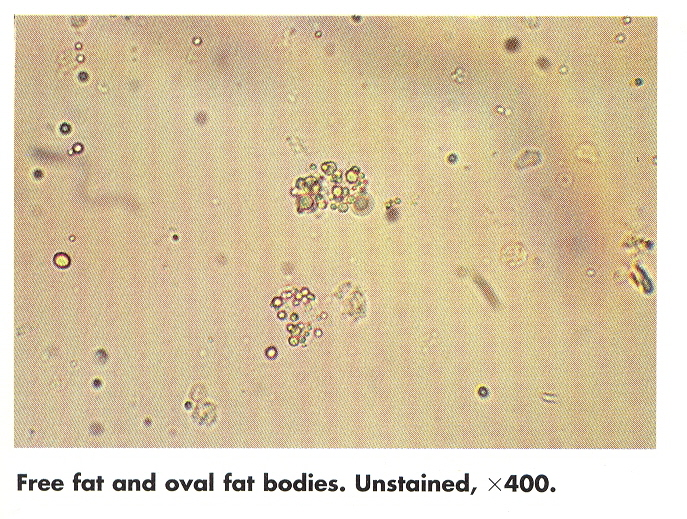 Free fat and oval fat bodies. Unstained, ×400.